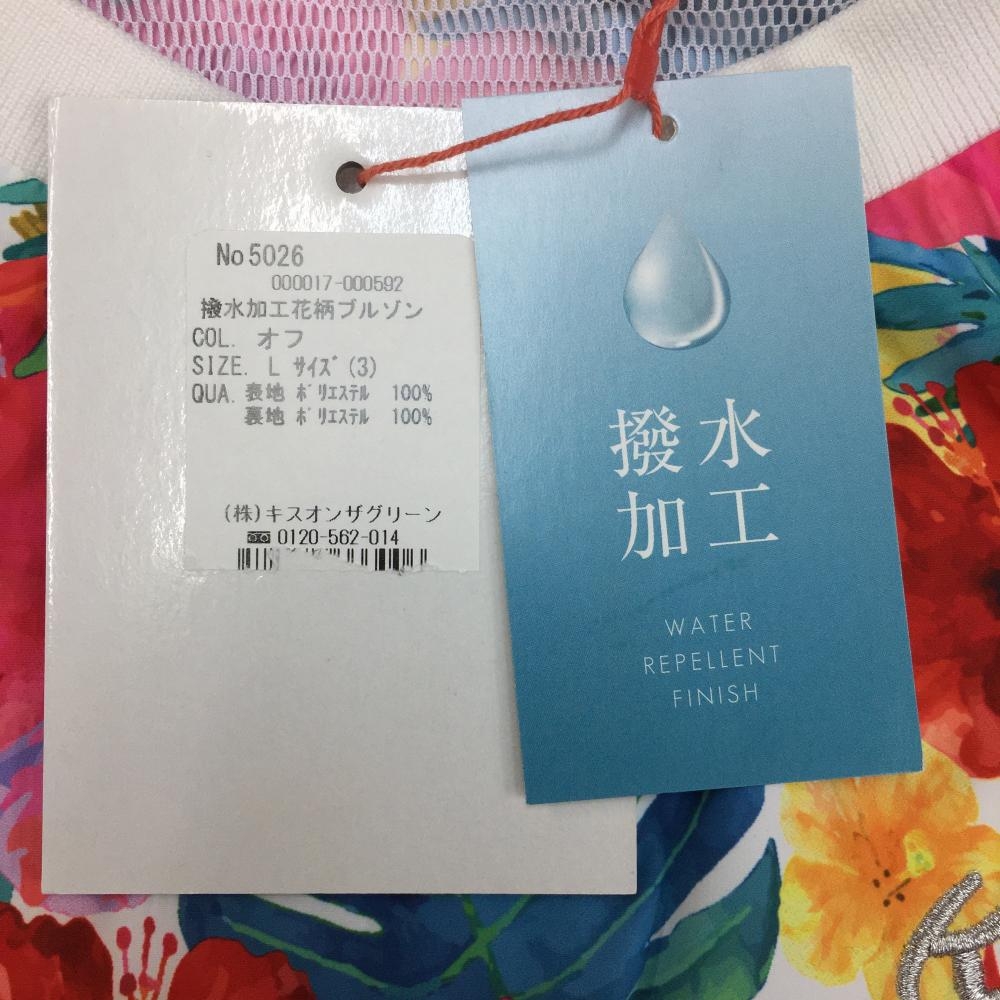 No 5026
000017-000592
撥水加工花柄ブルゾン
COL. オフ
SIZE. L サイズ (3)
QUA. 表地 ポリエステル 100%
裏地 ポリエステル 100%
(株)キスオンザグリーン
0120-562-014
撥水
加工
WATER
REPELLENT
FINISH